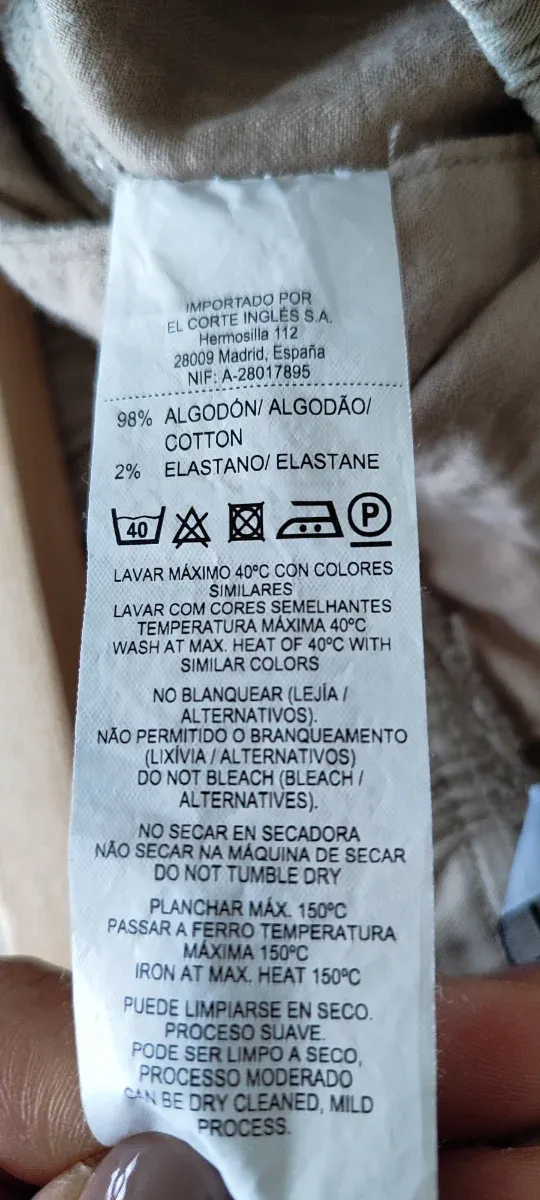 IMPORTADO POR
EL CORTE INGLÉS S.A.
Hermosilla 112
28009 Madrid, España
NIF: A-28017895
98% ALGODÓN/ ALGODÃO/
COTTON
2% ELASTANO/ ELASTANE
40 P
LAVAR MÁXIMO 40ºC CON COLORES
SIMILARES
LAVAR COM CORES SEMELHANTES
TEMPERATURA MÁXIMA 40ºC
WASH AT MAX. HEAT OF 40ºC WITH
SIMILAR COLORS
NO BLANQUEAR (LEJÍA /
ALTERNATIVOS).
NÃO PERMITIDO O BRANQUEAMENTO
(LIXÍVIA / ALTERNATIVOS)
DO NOT BLEACH (BLEACH /
ALTERNATIVES).
NO SECAR EN SECADORA
NÃO SECAR NA MÁQUINA DE SECAR
DO NOT TUMBLE DRY
PLANCHAR MÁX. 150ºC
PASSAR A FERRO TEMPERATURA
MÁXIMA 150ºC
IRON AT MAX. HEAT 150ºC
PUEDE LIMPIARSE EN SECO.
PROCESO SUAVE.
PODE SER LIMPO A SECO,
PROCESSO MODERADO
CAN BE DRY CLEANED, MILD
PROCESS.